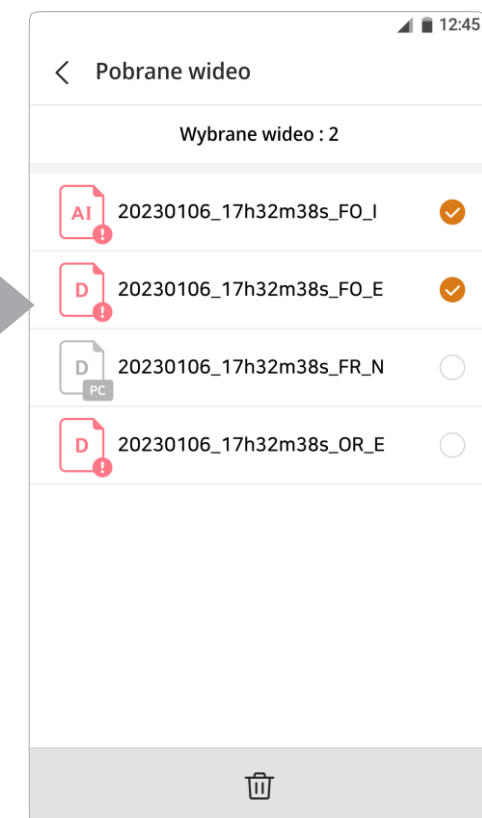 12:45
Pobrane wideo
Wybrane wideo : 2
AI 20230106_17h32m38s_FO_I
D 20230106_17h32m38s_FO_E
D 20230106_17h32m38s_FR_N
PC
D 20230106_17h32m38s_OR_E